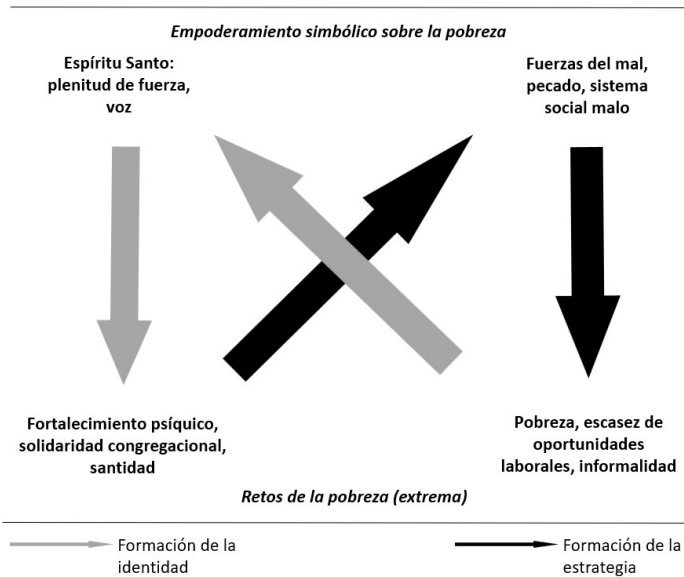 Empoderamiento simbólico sobre la pobreza
Espíritu Santo:
plenitud de fuerza,
voz
Fuerzas del mal,
pecado, sistema
social malo
Fortalecimiento psíquico,
solidaridad congregacional,
santidad
Pobreza, escasez de
oportunidades
laborales, informalidad
Retos de la pobreza (extrema)
Formación de la
identidad
Formación de la
estrategia